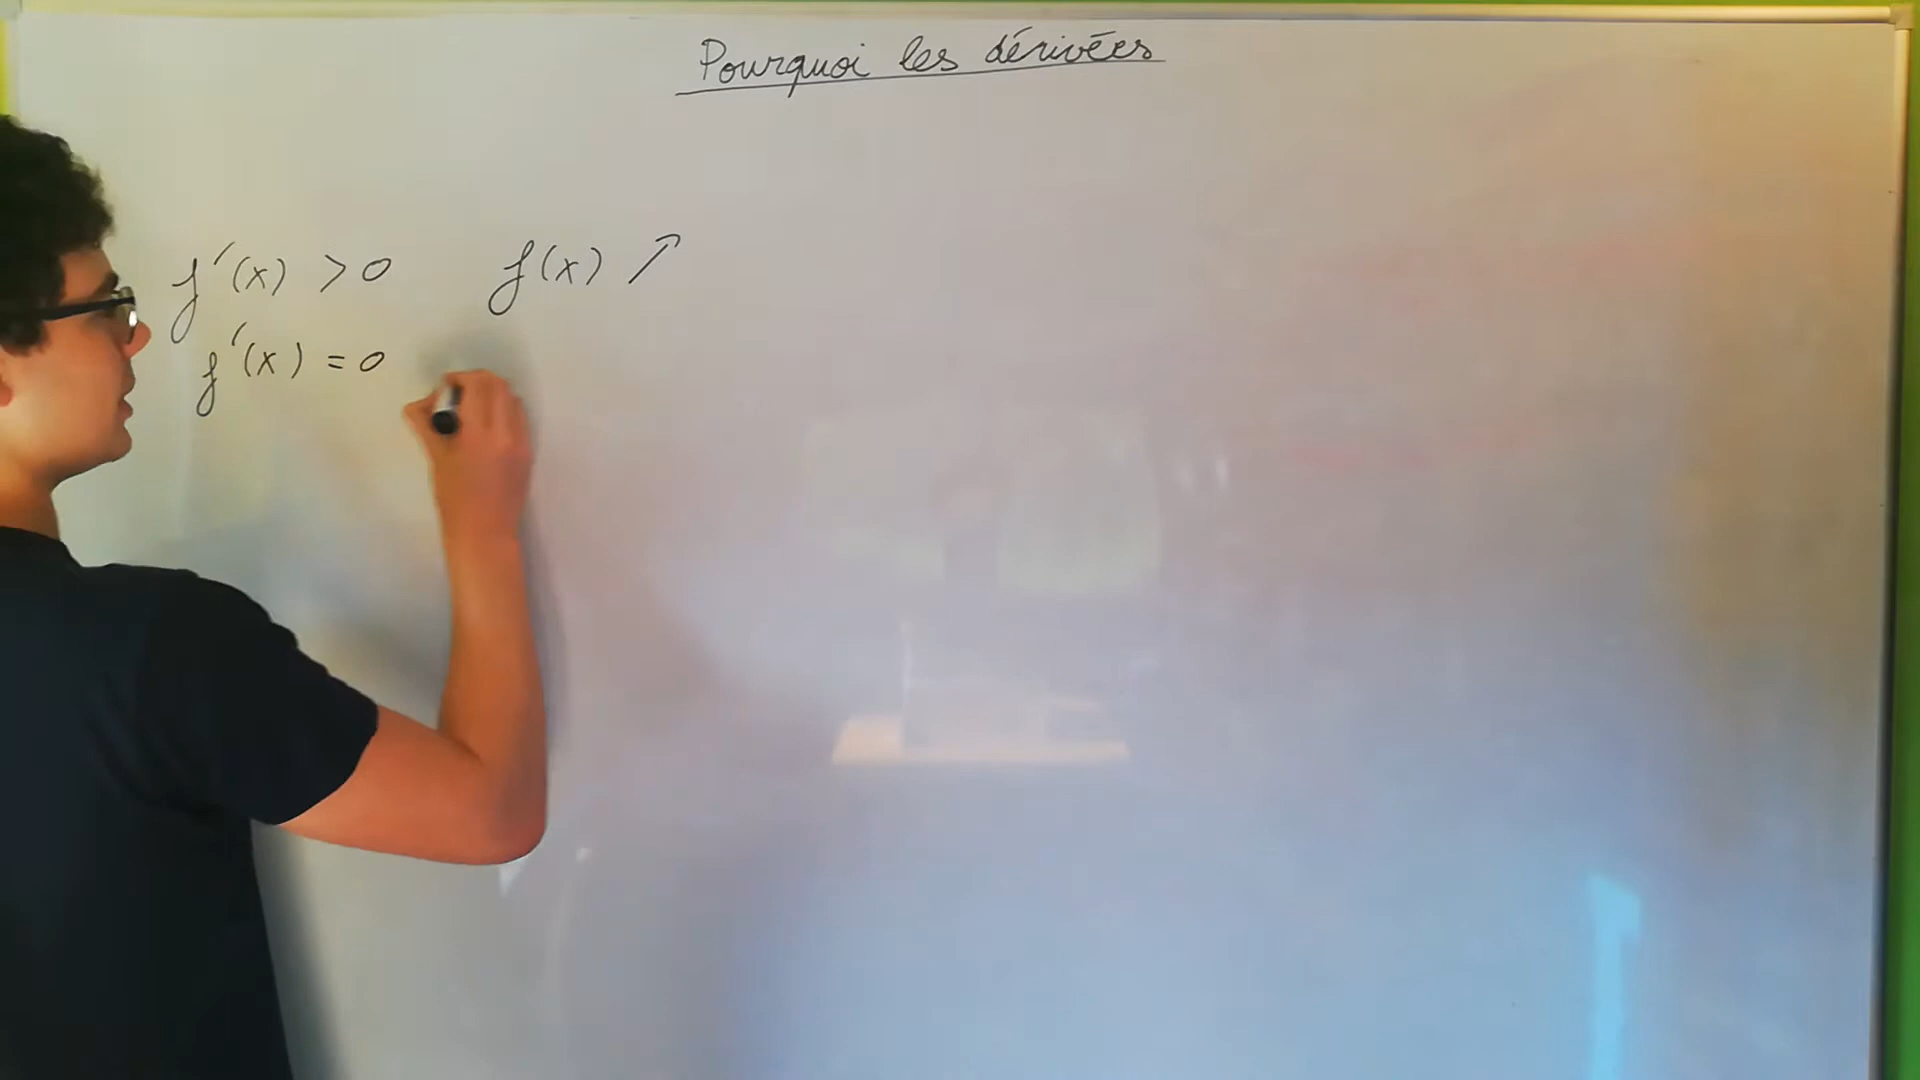 Pourquoi les dérivées
f'(x) > 0 f(x) ↗
f'(x) = 0